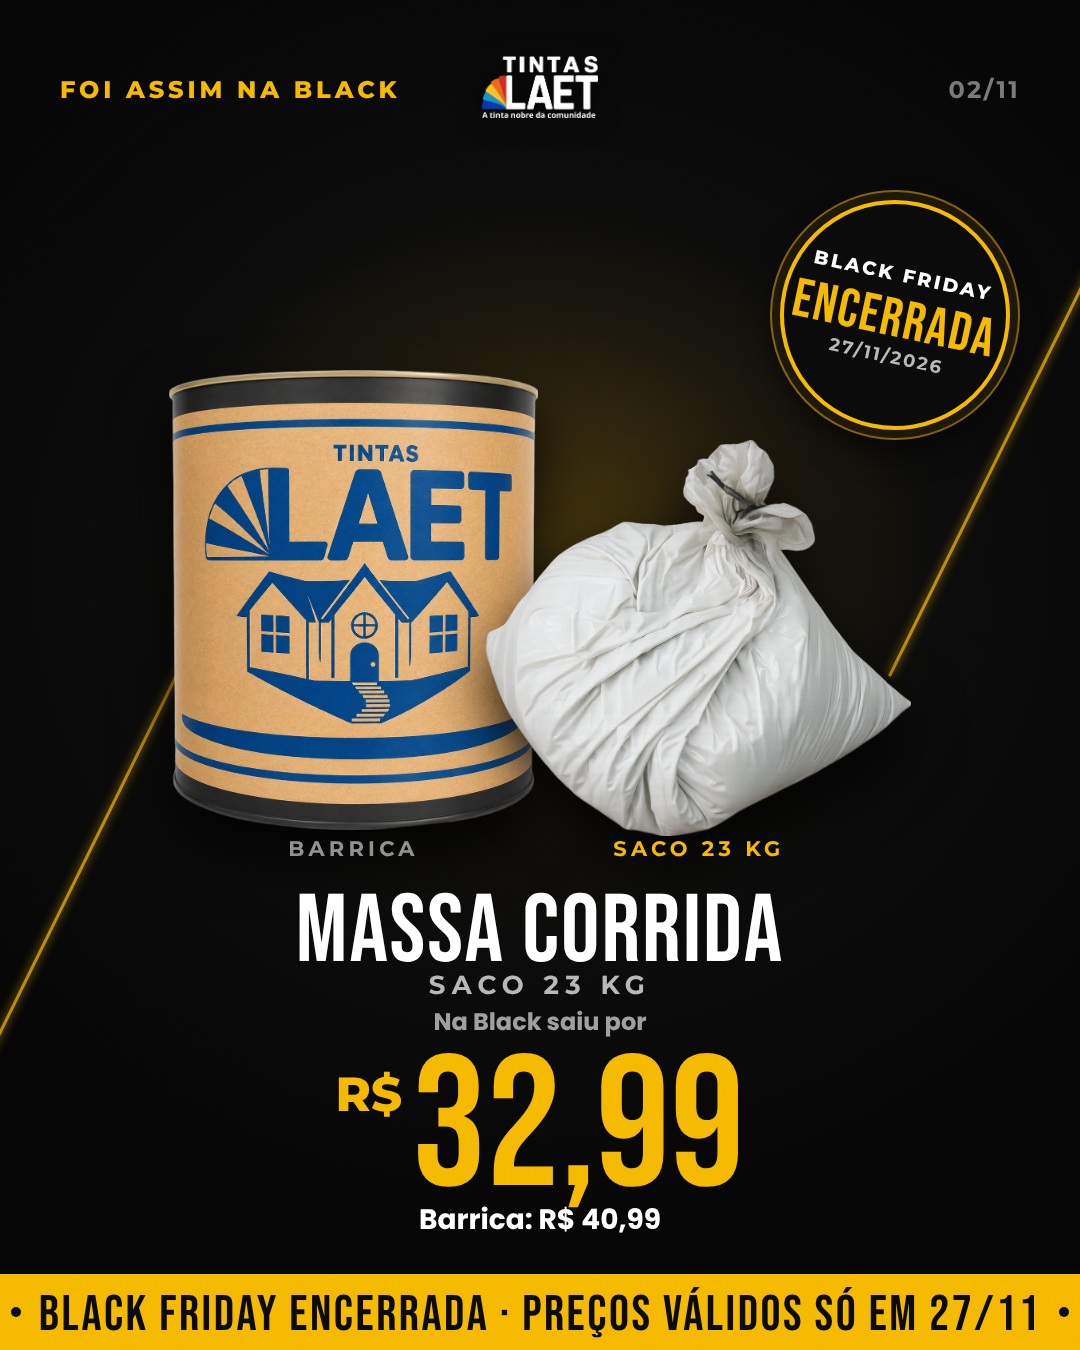 FOI ASSIM NA BLACK
TINTAS
LAET
A tinta nobre da comunidade
02/11
BLACK FRIDAY
ENCERRADA
27/11/2026
TINTAS
LAET
BARRICA
SACO 23 KG
MASSA CORRIDA
SACO 23 KG
Na Black saiu por
R$ 32,99
Barrica: R$ 40,99
• BLACK FRIDAY ENCERRADA · PREÇOS VÁLIDOS SÓ EM 27/11 •